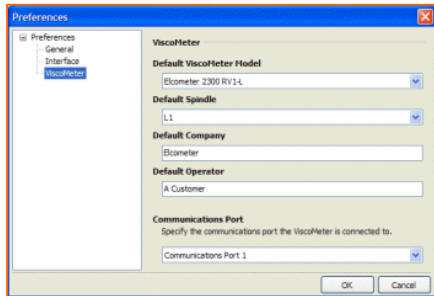 Preferences
Preferences
General
Interface
ViscoMeter
ViscoMeter
Default ViscoMeter Model
Elcometer 2300 RV1-L
Default Spindle
L1
Default Company
Elcometer
Default Operator
A Customer
Communications Port
Specify the communications port the ViscoMeter is connected to.
Communications Port 1
OK
Cancel